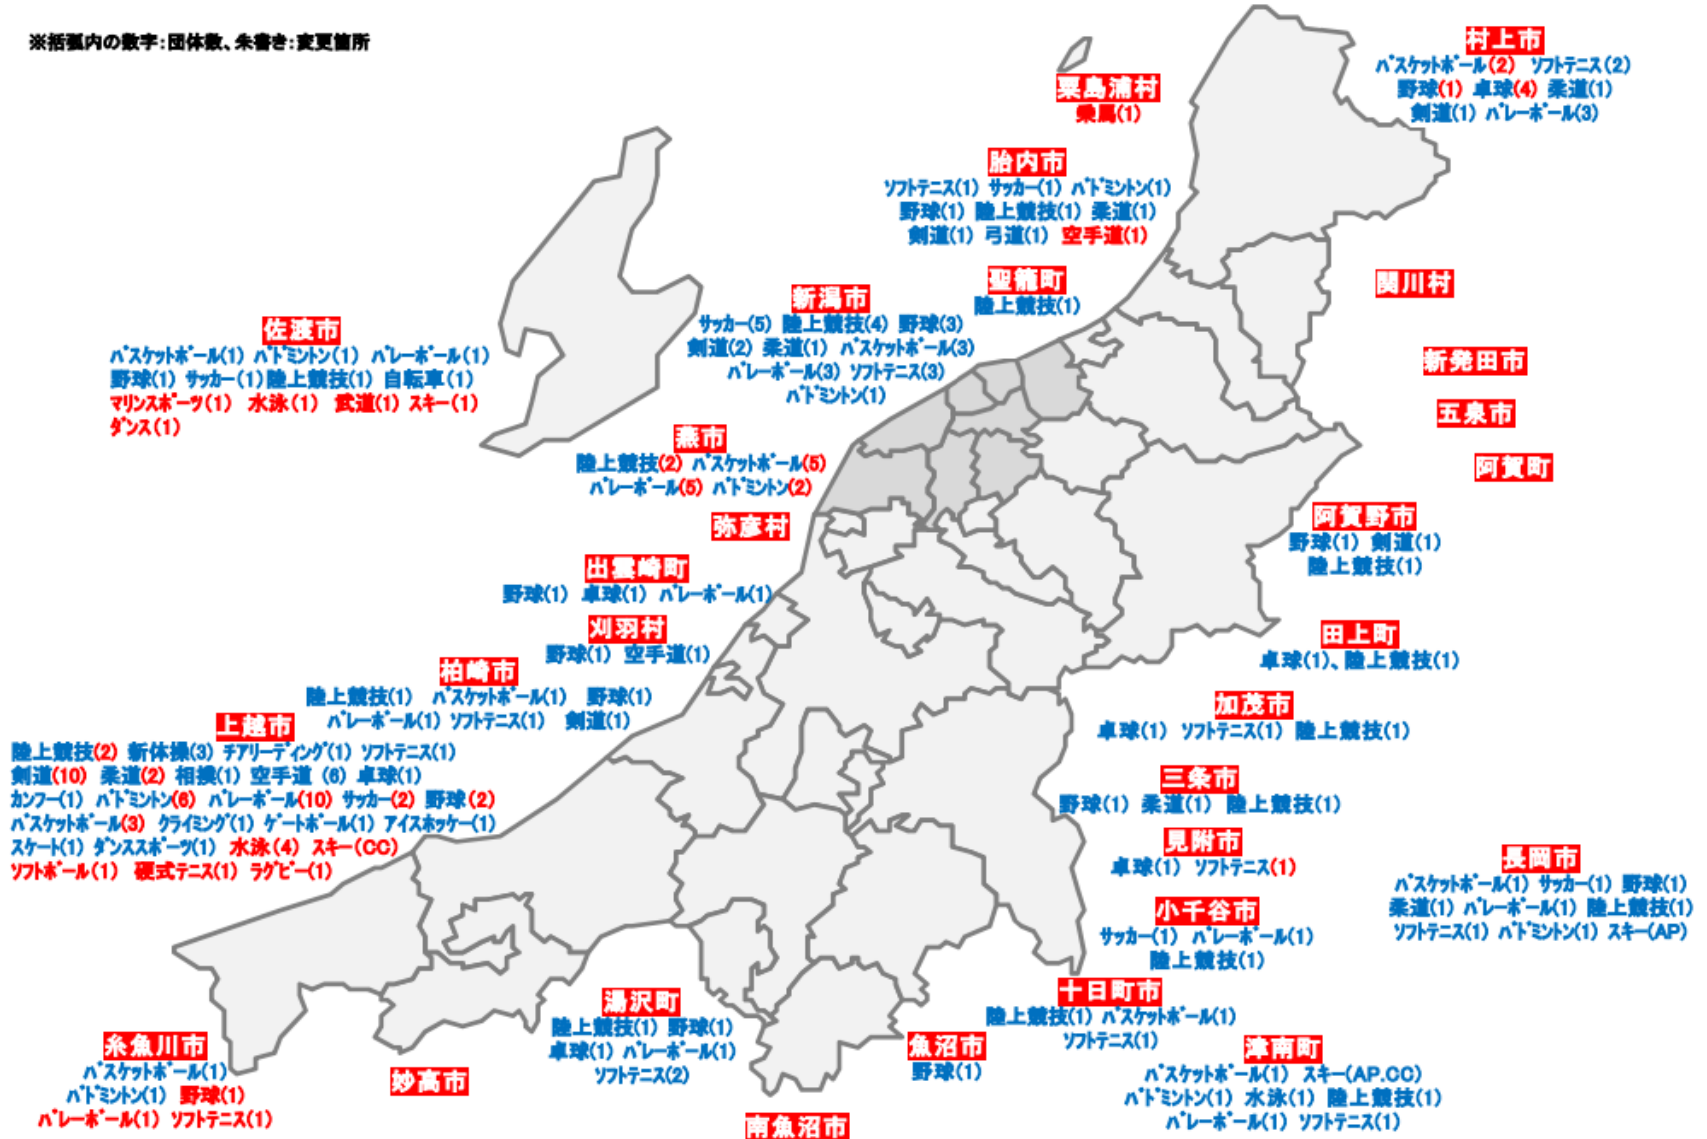 ※括弧内の数字：団体数、朱書き：変更箇所
村上市
ﾊﾞｽｹｯﾄﾎﾞｰﾙ(2) ｿﾌﾄﾃﾆｽ(2)
野球(1) 卓球(4) 柔道(1)
剣道(1) ﾊﾞﾚｰﾎﾞｰﾙ(3)
粟島浦村
乗馬(1)
胎内市
ｿﾌﾄﾃﾆｽ(1) ｻｯｶｰ(1) ﾊﾞﾄﾞﾐﾝﾄﾝ(1)
野球(1) 陸上競技(1) 柔道(1)
剣道(1) 弓道(1) 空手道(1)
聖籠町
陸上競技(1)
関川村
新潟市
ｻｯｶｰ(5) 陸上競技(4) 野球(3)
剣道(2) 柔道(1) ﾊﾞｽｹｯﾄﾎﾞｰﾙ(3)
ﾊﾞﾚｰﾎﾞｰﾙ(3) ｿﾌﾄﾃﾆｽ(3)
ﾊﾞﾄﾞﾐﾝﾄﾝ(1)
佐渡市
ﾊﾞｽｹｯﾄﾎﾞｰﾙ(1) ﾊﾞﾄﾞﾐﾝﾄﾝ(1) ﾊﾞﾚｰﾎﾞｰﾙ(1)
野球(1) ｻｯｶｰ(1) 陸上競技(1) 自転車(1)
ﾏﾘﾝｽﾎﾟｰﾂ(1) 水泳(1) 武道(1) ｽｷｰ(1)
ﾀﾞﾝｽ(1)
新発田市
五泉市
阿賀町
燕市
陸上競技(2) ﾊﾞｽｹｯﾄﾎﾞｰﾙ(5)
ﾊﾞﾚｰﾎﾞｰﾙ(5) ﾊﾞﾄﾞﾐﾝﾄﾝ(2)
弥彦村
阿賀野市
野球(1) 剣道(1)
陸上競技(1)
出雲崎町
野球(1) 卓球(1) ﾊﾞﾚｰﾎﾞｰﾙ(1)
刈羽村
野球(1) 空手道(1)
田上町
卓球(1)、陸上競技(1)
柏崎市
陸上競技(1) ﾊﾞｽｹｯﾄﾎﾞｰﾙ(1) 野球(1)
ﾊﾞﾚｰﾎﾞｰﾙ(1) ｿﾌﾄﾃﾆｽ(1) 剣道(1)
加茂市
卓球(1) ｿﾌﾄﾃﾆｽ(1) 陸上競技(1)
上越市
陸上競技(2) 新体操(3) ﾁｱﾘｰﾃﾞｨﾝｸﾞ(1) ｿﾌﾄﾃﾆｽ(1)
剣道(10) 柔道(2) 相撲(1) 空手道 (6) 卓球(1)
ｶﾝﾌｰ(1) ﾊﾞﾄﾞﾐﾝﾄﾝ(6) ﾊﾞﾚｰﾎﾞｰﾙ(10) ｻｯｶｰ(2) 野球(2)
ﾊﾞｽｹｯﾄﾎﾞｰﾙ(3) ｸﾗｲﾐﾝｸﾞ(1) ｹﾞｰﾄﾎﾞｰﾙ(1) ｱｲｽﾎｯｹｰ(1)
ｽｹｰﾄ(1) ﾀﾞﾝｽｽﾎﾟｰﾂ(1) 水泳(4) ｽｷｰ(CC)
ｿﾌﾄﾎﾞｰﾙ(1) 硬式ﾃﾆｽ(1) ﾗｸﾞﾋﾞｰ(1)
三条市
野球(1) 柔道(1) 陸上競技(1)
見附市
卓球(1) ｿﾌﾄﾃﾆｽ(1)
長岡市
ﾊﾞｽｹｯﾄﾎﾞｰﾙ(1) ｻｯｶｰ(1) 野球(1)
柔道(1) ﾊﾞﾚｰﾎﾞｰﾙ(1) 陸上競技(1)
ｿﾌﾄﾃﾆｽ(1) ﾊﾞﾄﾞﾐﾝﾄﾝ(1) ｽｷｰ(AP)
小千谷市
ｻｯｶｰ(1) ﾊﾞﾚｰﾎﾞｰﾙ(1)
陸上競技(1)
十日町市
陸上競技(1) ﾊﾞｽｹｯﾄﾎﾞｰﾙ(1)
ｿﾌﾄﾃﾆｽ(1)
湯沢町
陸上競技(1) 野球(1)
卓球(1) ﾊﾞﾚｰﾎﾞｰﾙ(1)
ｿﾌﾄﾃﾆｽ(2)
魚沼市
野球(1)
津南町
ﾊﾞｽｹｯﾄﾎﾞｰﾙ(1) ｽｷｰ(AP.CC)
ﾊﾞﾄﾞﾐﾝﾄﾝ(1) 水泳(1) 陸上競技(1)
ﾊﾞﾚｰﾎﾞｰﾙ(1) ｿﾌﾄﾃﾆｽ(1)
糸魚川市
ﾊﾞｽｹｯﾄﾎﾞｰﾙ(1)
ﾊﾞﾄﾞﾐﾝﾄﾝ(1) 野球(1)
ﾊﾞﾚｰﾎﾞｰﾙ(1) ｿﾌﾄﾃﾆｽ(1)
妙高市
南魚沼市